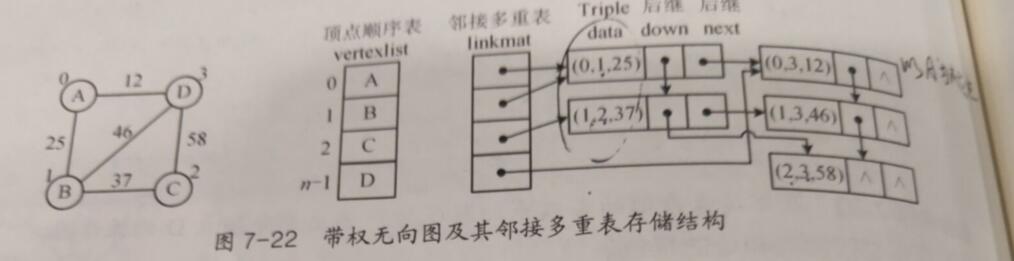 顶点顺序表
vertexlist
邻接多重表
linkmat
Triple 后继 后继
data down next
0 A
1 B
2 C
n-1 D
(0,1,25)
(0,3,12) ∧
(1,2,37)
(1,3,46) ∧
(2,3,58) ∧ ∧
0 12 3
A D
25 46 58
1 37 2
B C
图 7-22 带权无向图及其邻接多重表存储结构